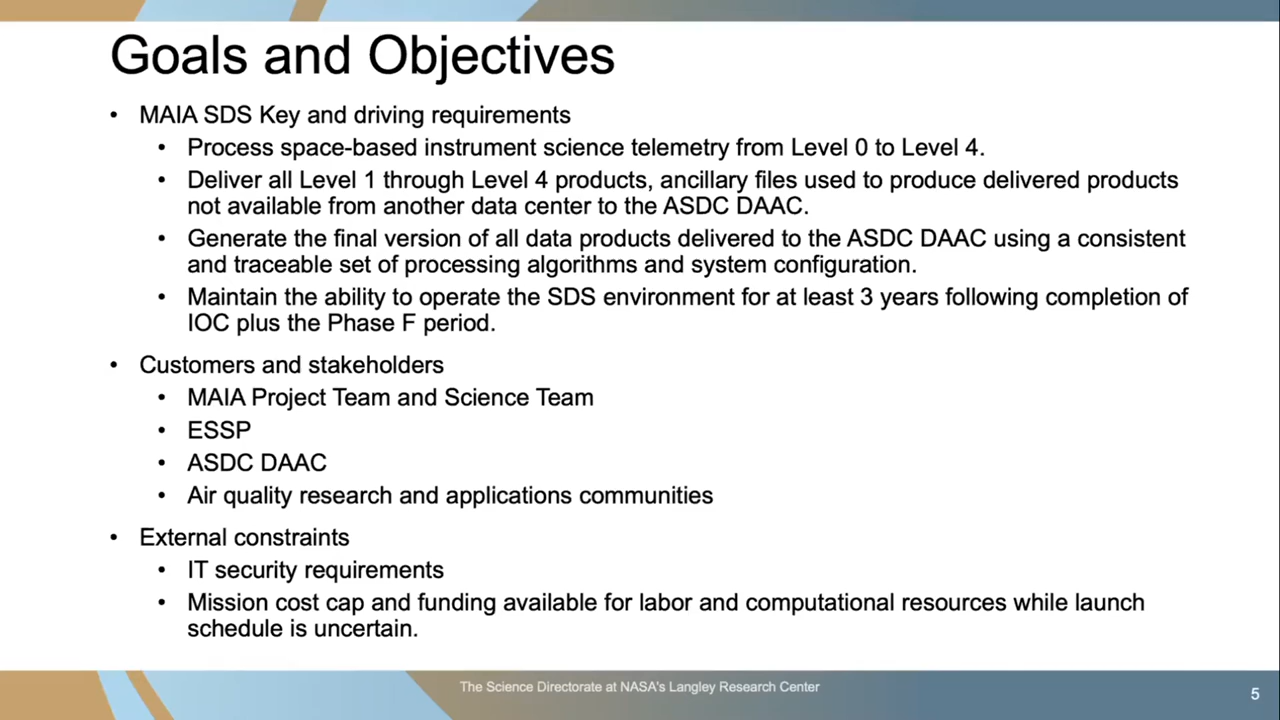 Goals and Objectives
• MAIA SDS Key and driving requirements
• Process space-based instrument science telemetry from Level 0 to Level 4.
• Deliver all Level 1 through Level 4 products, ancillary files used to produce delivered products
not available from another data center to the ASDC DAAC.
• Generate the final version of all data products delivered to the ASDC DAAC using a consistent
and traceable set of processing algorithms and system configuration.
• Maintain the ability to operate the SDS environment for at least 3 years following completion of
IOC plus the Phase F period.
• Customers and stakeholders
• MAIA Project Team and Science Team
• ESSP
• ASDC DAAC
• Air quality research and applications communities
• External constraints
• IT security requirements
• Mission cost cap and funding available for labor and computational resources while launch
schedule is uncertain.
The Science Directorate at NASA's Langley Research Center
5